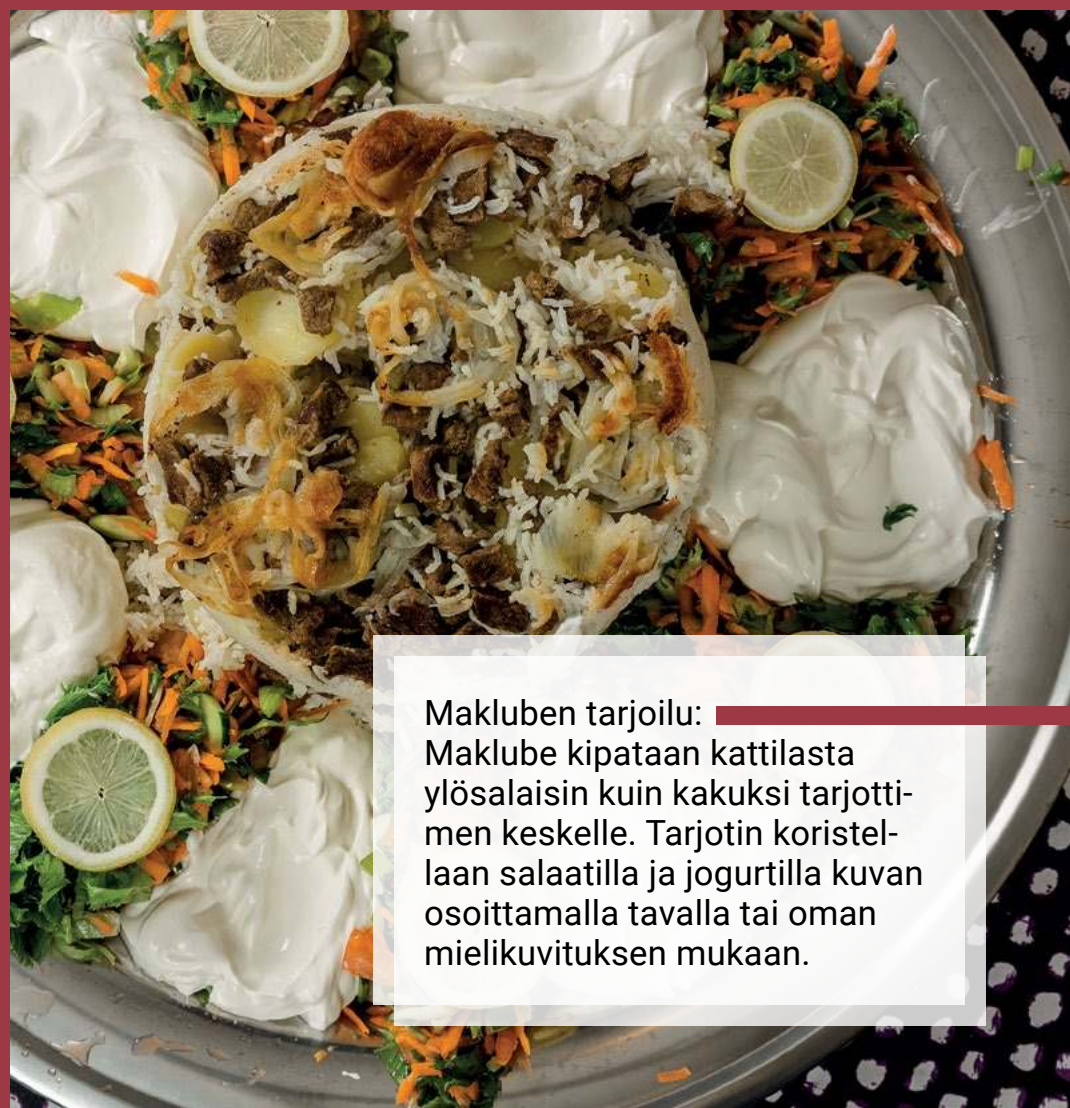 Makluben tarjoilu:
Maklube kipataan kattilasta
ylösalaisin kuin kakuksi tarjotti-
men keskelle. Tarjotin koristel-
laan salaatilla ja jogurtilla kuvan
osoittamalla tavalla tai oman
mielikuvituksen mukaan.